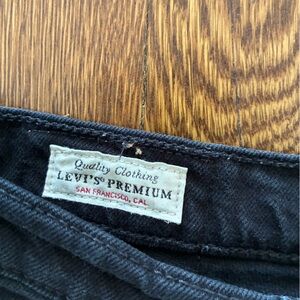 Quality Clothing
LEVI'S® PREMIUM
SAN FRANCISCO, CAL